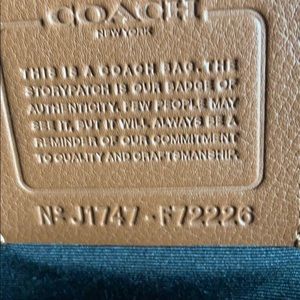 COACH
NEW YORK
THIS IS A COACH BAG. THE
STORYPATCH IS OUR BADGE OF
AUTHENTICITY. FEW PEOPLE MAY
SEE IT, BUT IT WILL ALWAYS BE A
REMINDER OF OUR COMMITMENT
TO QUALITY AND CRAFTSMANSHIP.
Nº J1747-F72226